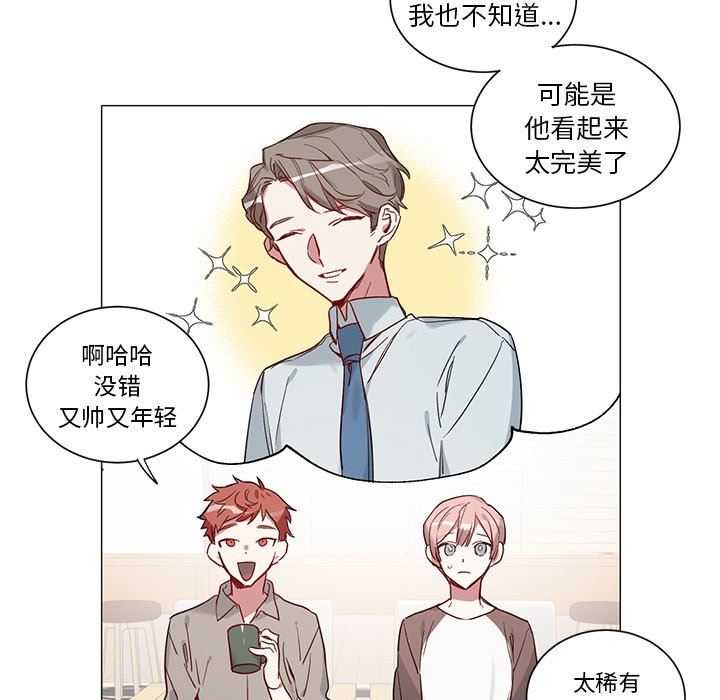 我也不知道...
可能是
他看起来
太完美了
啊哈哈
没错
又帅又年轻
太稀有